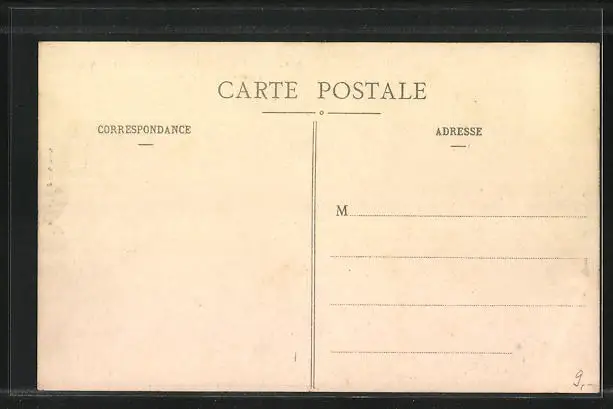 CARTE POSTALE
CORRESPONDANCE
ADRESSE
M
9,-